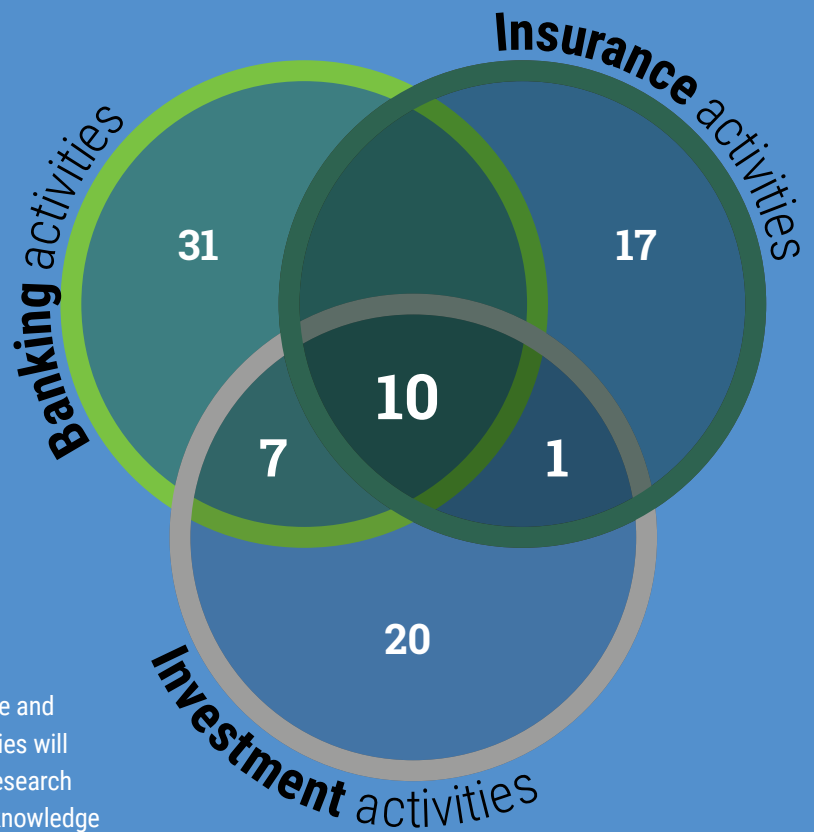 Insurance activities
Banking activities
31
17
10
7
1
20
Investment activities
e and
ies will
esearch
nowledge